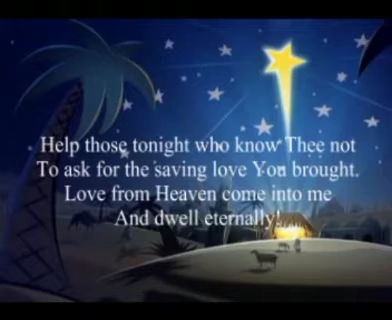 Help those tonight who know Thee not
To ask for the saving love You brought.
Love from Heaven come into me
And dwell eternally!